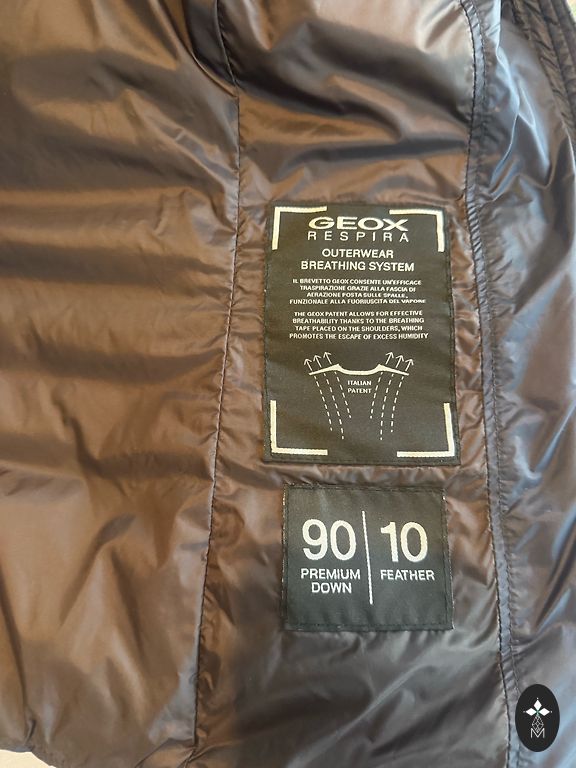 GEOX
RESPIRA
OUTERWEAR
BREATHING SYSTEM
IL BREVETTO GEOX CONSENTE UN'EFFICACE
TRASPIRAZIONE GRAZIE ALLA FASCIA DI
AERAZIONE POSTA SULLE SPALLE,
FUNZIONALE ALLA FUORIUSCITA DEL VAPORE
THE GEOX PATENT ALLOWS FOR EFFECTIVE
BREATHABILITY THANKS TO THE BREATHING
TAPE PLACED ON THE SHOULDERS, WHICH
PROMOTES THE ESCAPE OF EXCESS HUMIDITY
ITALIAN
PATENT
90 | 10
PREMIUM FEATHER
DOWN
M